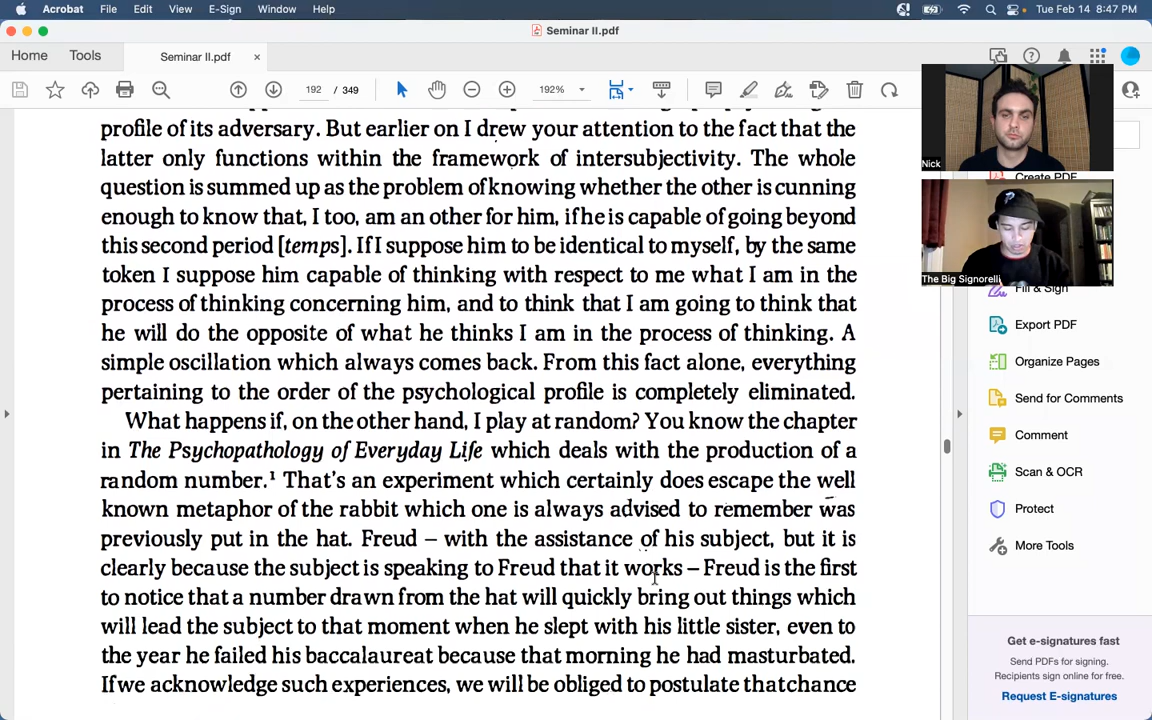 Acrobat File Edit View E-Sign Window Help Tue Feb 14 8:47 PM
Seminar II.pdf
Home Tools Seminar II.pdf ×
192 / 349 192%
profile of its adversary. But earlier on I drew your attention to the fact that the
latter only functions within the framework of intersubjectivity. The whole
question is summed up as the problem of knowing whether the other is cunning
enough to know that, I too, am an other for him, if he is capable of going beyond
this second period [temps]. If I suppose him to be identical to myself, by the same
token I suppose him capable of thinking with respect to me what I am in the
process of thinking concerning him, and to think that I am going to think that
he will do the opposite of what he thinks I am in the process of thinking. A
simple oscillation which always comes back. From this fact alone, everything
pertaining to the order of the psychological profile is completely eliminated.
What happens if, on the other hand, I play at random? You know the chapter
in The Psychopathology of Everyday Life which deals with the production of a
random number.¹ That's an experiment which certainly does escape the well
known metaphor of the rabbit which one is always advised to remember was
previously put in the hat. Freud – with the assistance of his subject, but it is
clearly because the subject is speaking to Freud that it works – Freud is the first
to notice that a number drawn from the hat will quickly bring out things which
will lead the subject to that moment when he slept with his little sister, even to
the year he failed his baccalaureat because that morning he had masturbated.
If we acknowledge such experiences, we will be obliged to postulate that chance
Nick
The Big Signorelli
Create PDF
Fill & Sign
Export PDF
Organize Pages
Send for Comments
Comment
Scan & OCR
Protect
More Tools
Get e-signatures fast
Send PDFs for signing.
Recipients sign online for free.
Request E-signatures